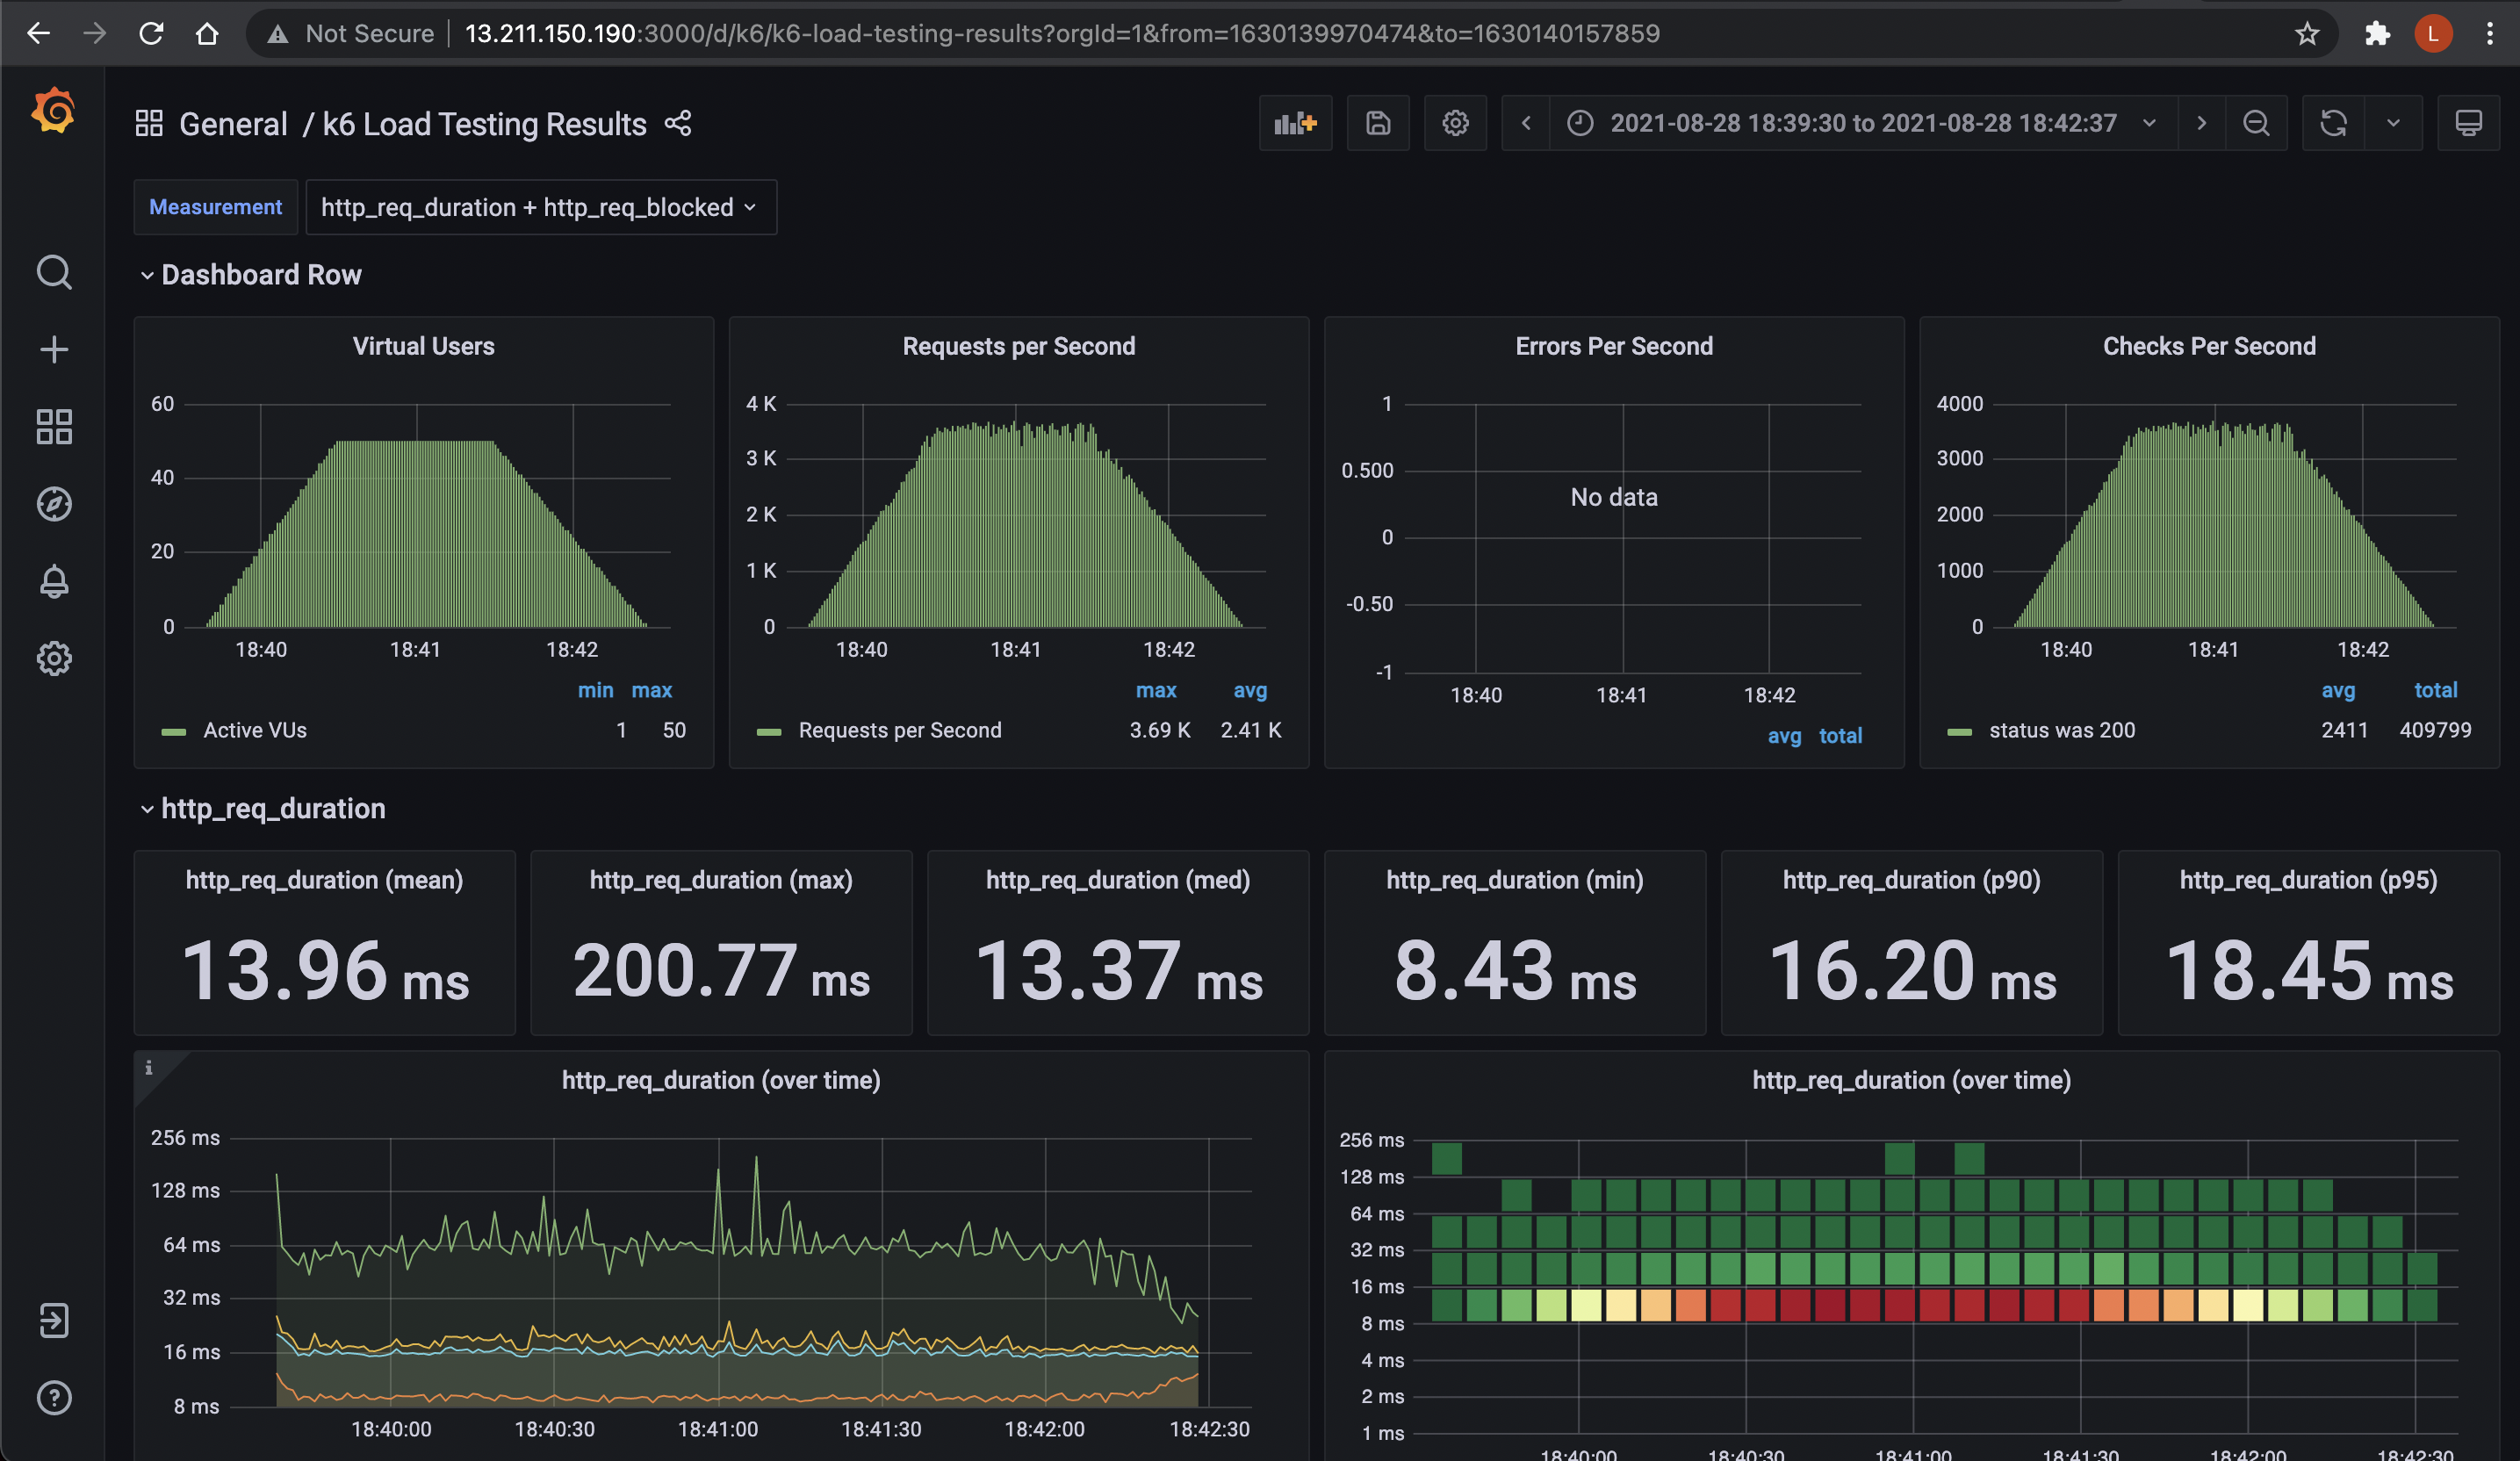 Not Secure 13.211.150.190:3000/d/k6/k6-load-testing-results?orgId=1&from=1630139970474&to=1630140157859
L
General / k6 Load Testing Results
2021-08-28 18:39:30 to 2021-08-28 18:42:37
Measurement http_req_duration + http_req_blocked
Dashboard Row
Virtual Users
60
40
20
0
18:40 18:41 18:42
min max
Active VUs 1 50
Requests per Second
4 K
3 K
2 K
1 K
0
18:40 18:41 18:42
max avg
Requests per Second 3.69 K 2.41 K
Errors Per Second
1
0.500
No data
0
-0.50
-1
18:40 18:41 18:42
avg total
Checks Per Second
4000
3000
2000
1000
0
18:40 18:41 18:42
avg total
status was 200 2411 409799
http_req_duration
http_req_duration (mean)
13.96 ms
http_req_duration (max)
200.77 ms
http_req_duration (med)
13.37 ms
http_req_duration (min)
8.43 ms
http_req_duration (p90)
16.20 ms
http_req_duration (p95)
18.45 ms
i
http_req_duration (over time)
256 ms
128 ms
64 ms
32 ms
16 ms
8 ms
18:40:00 18:40:30 18:41:00 18:41:30 18:42:00 18:42:30
http_req_duration (over time)
256 ms
128 ms
64 ms
32 ms
16 ms
8 ms
4 ms
2 ms
1 ms
18:40:00 18:40:30 18:41:00 18:41:30 18:42:00 18:42:30